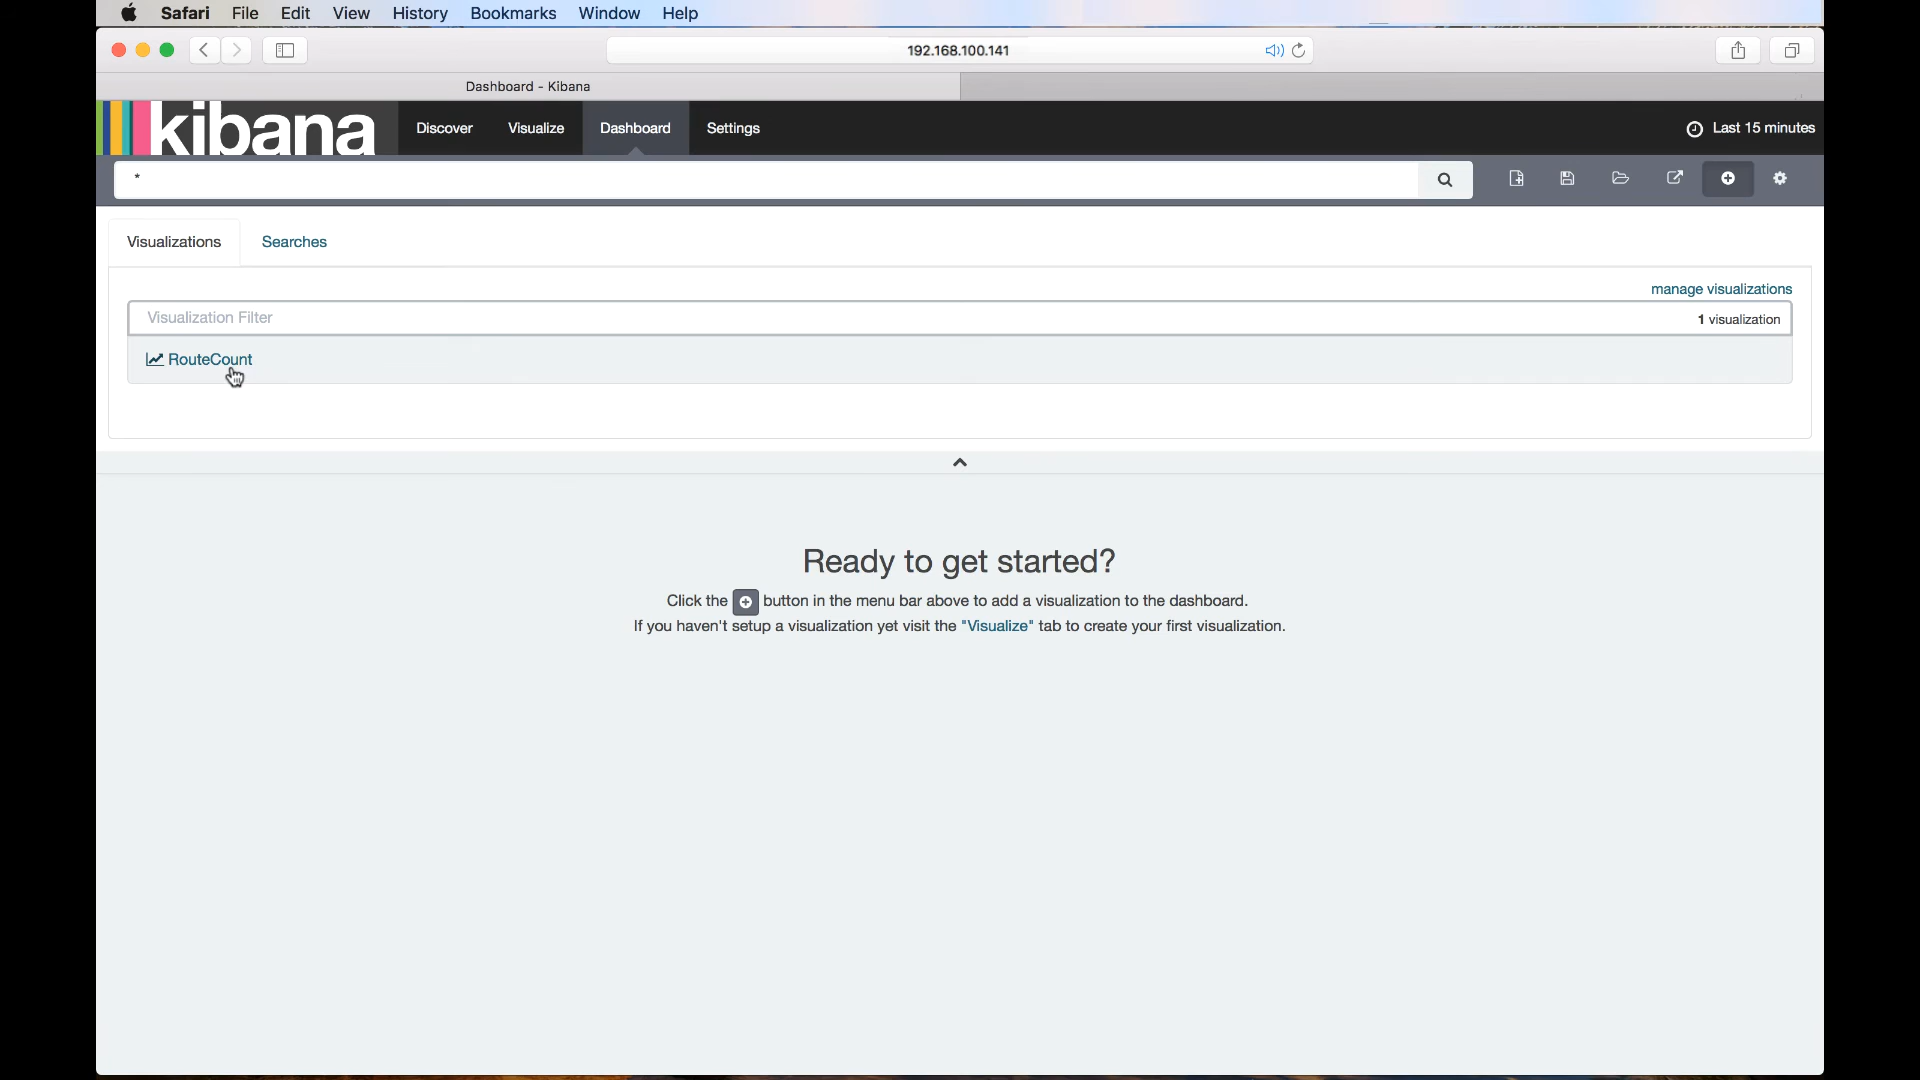 Safari File Edit View History Bookmarks Window Help
192.168.100.141
Dashboard - Kibana
kibana Discover Visualize Dashboard Settings Last 15 minutes
*
Visualizations Searches
manage visualizations
Visualization Filter 1 visualization
RouteCount
Ready to get started?
Click the button in the menu bar above to add a visualization to the dashboard.
If you haven't setup a visualization yet visit the "Visualize" tab to create your first visualization.